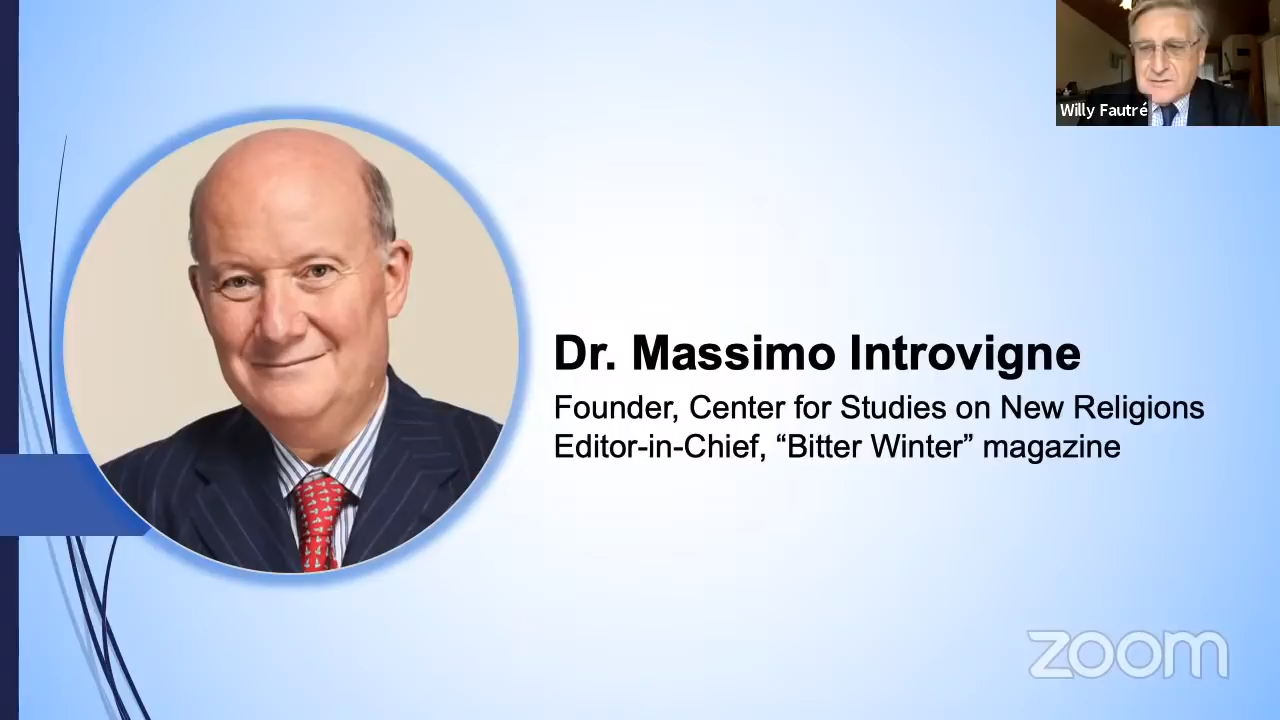 Willy Fautré
Dr. Massimo Introvigne
Founder, Center for Studies on New Religions
Editor-in-Chief, “Bitter Winter” magazine
zoom